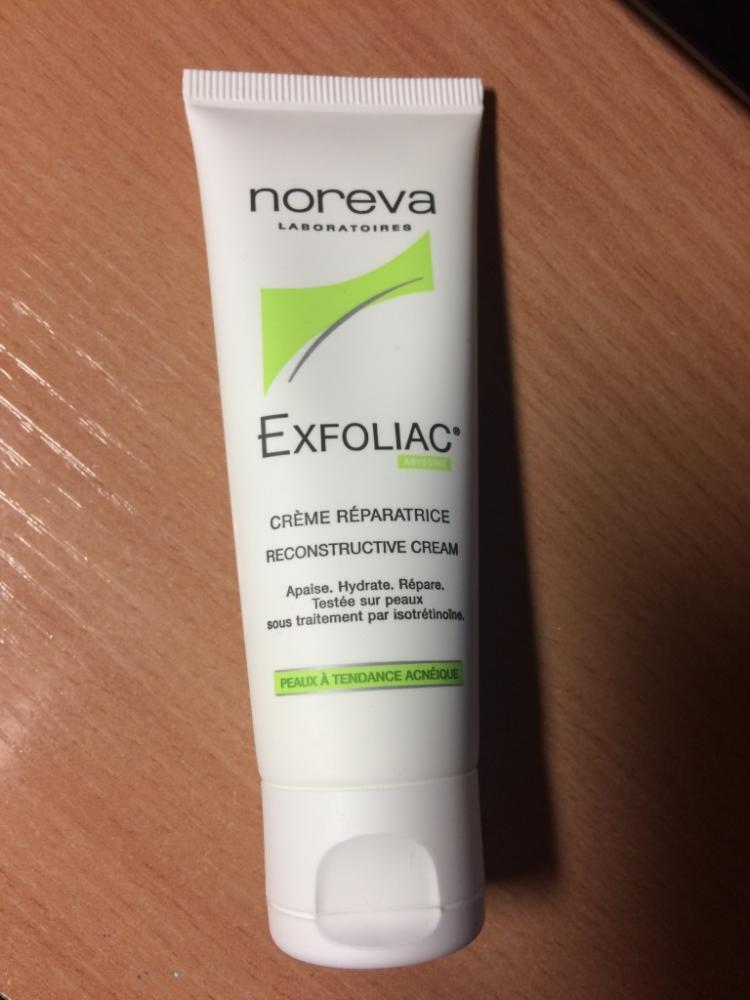 noreva
LABORATOIRES
EXFOLIAC®
ABYSSINE
CRÈME RÉPARATRICE
RECONSTRUCTIVE CREAM
Apaise. Hydrate. Répare.
Testée sur peaux
sous traitement par isotrétinoïne.
PEAUX À TENDANCE ACNÉIQUE